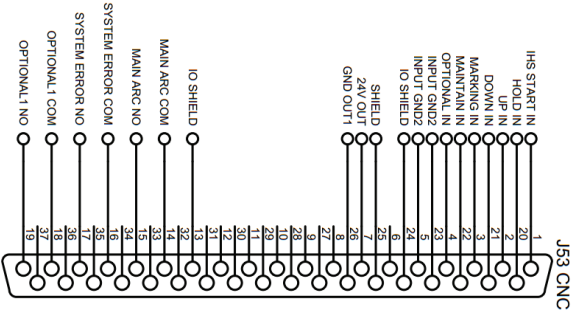 J53 CNC
IHS START IN 1
HOLD IN 20
UP IN 2
DOWN IN 21
MARKING IN 3
MAINTAIN IN 22
OPTIONAL IN 4
INPUT GND2 23
INPUT GND2 5
IO SHIELD 24
6
SHIELD 25
24V OUT 7
GND OUT1 26
8
27
9
28
10
29
11
30
12
31
IO SHIELD 13
32
MAIN ARC COM 14
33
MAIN ARC NO 15
34
SYSTEM ERROR COM 16
35
SYSTEM ERROR NO 17
36
OPTIONAL1 COM 18
37
OPTIONAL1 NO 19